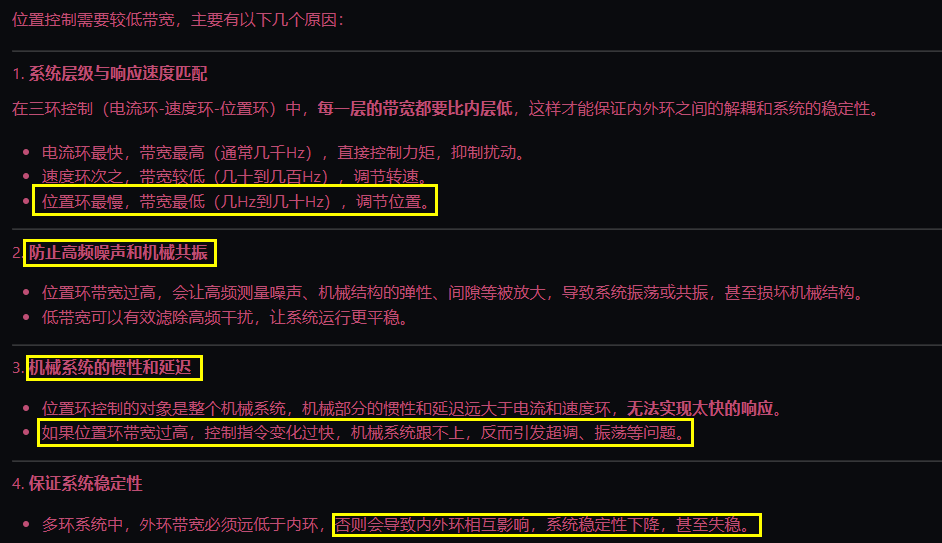 位置控制需要较低带宽，主要有以下几个原因：
1. 系统层级与响应速度匹配
在三环控制（电流环-速度环-位置环）中，每一层的带宽都要比内层低，这样才能保证内外环之间的解耦和系统的稳定性。
• 电流环最快，带宽最高（通常几千Hz），直接控制力矩，抑制扰动。
• 速度环次之，带宽较低（几十到几百Hz），调节转速。
• 位置环最慢，带宽最低（几Hz到几十Hz），调节位置。
2. 防止高频噪声和机械共振
• 位置环带宽过高，会让高频测量噪声、机械结构的弹性、间隙等被放大，导致系统振荡或共振，甚至损坏机械结构。
• 低带宽可以有效滤除高频干扰，让系统运行更平稳。
3. 机械系统的惯性和延迟
• 位置环控制的对象是整个机械系统，机械部分的惯性和延迟远大于电流和速度环，无法实现太快的响应。
• 如果位置环带宽过高，控制指令变化过快，机械系统跟不上，反而引发超调、振荡等问题。
4. 保证系统稳定性
• 多环系统中，外环带宽必须远低于内环，否则会导致内外环相互影响，系统稳定性下降，甚至失稳。